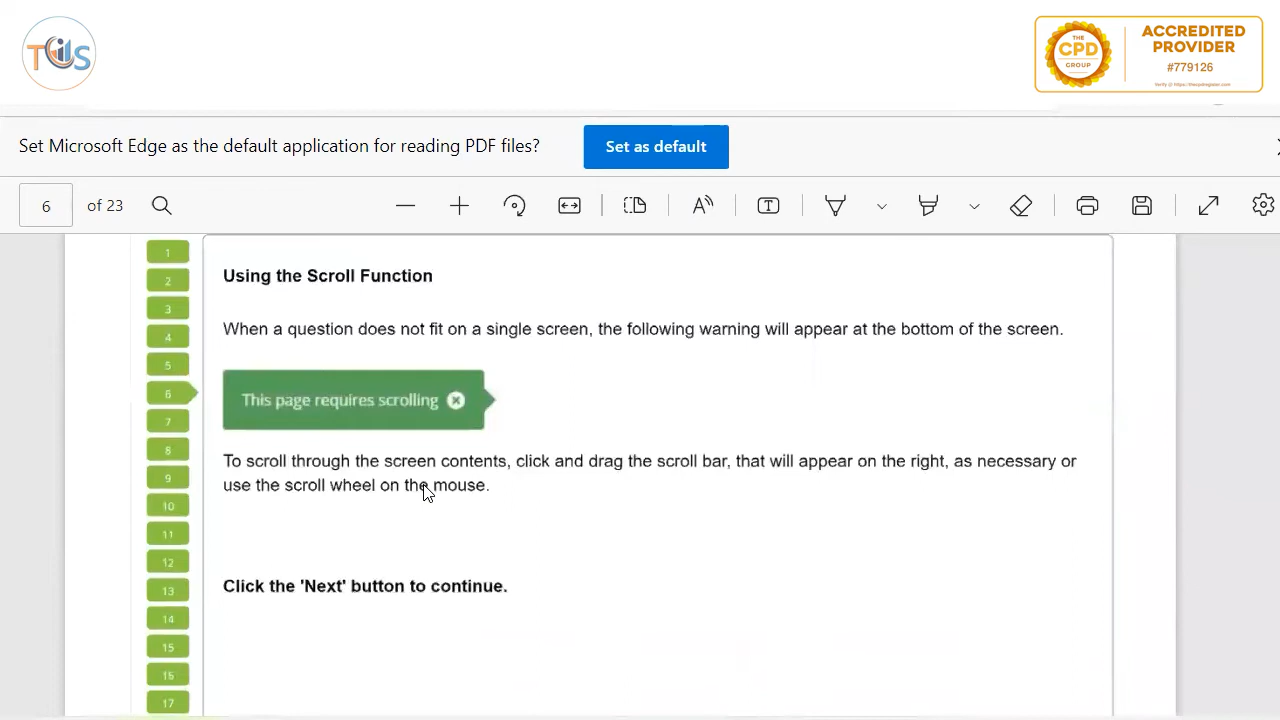 TCILS
THE
CPD
GROUP
ACCREDITED
PROVIDER
#779126
Set Microsoft Edge as the default application for reading PDF files?
Set as default
6
of 23
1
2
3
4
5
6
7
8
9
10
11
12
13
14
15
16
17
Using the Scroll Function
When a question does not fit on a single screen, the following warning will appear at the bottom of the screen.
This page requires scrolling
To scroll through the screen contents, click and drag the scroll bar, that will appear on the right, as necessary or
use the scroll wheel on the mouse.
Click the 'Next' button to continue.